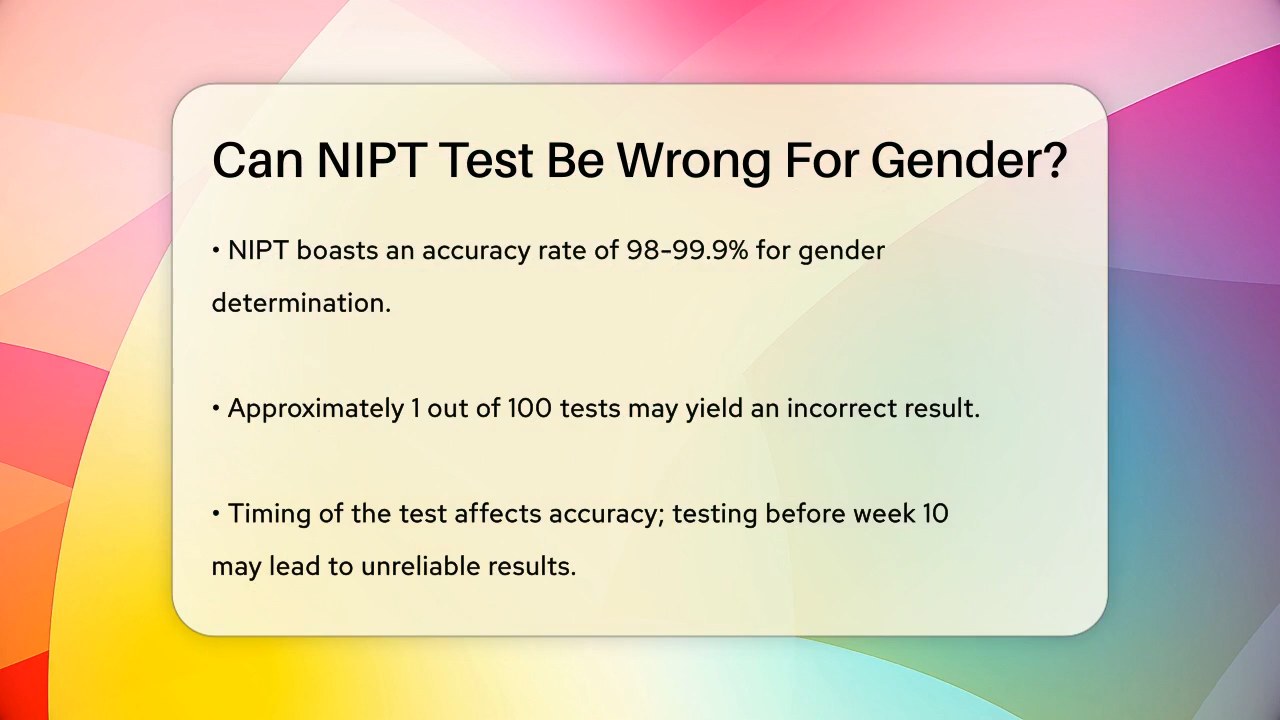 Can NIPT Test Be Wrong For Gender?
• NIPT boasts an accuracy rate of 98-99.9% for gender
determination.
• Approximately 1 out of 100 tests may yield an incorrect result.
• Timing of the test affects accuracy; testing before week 10
may lead to unreliable results.